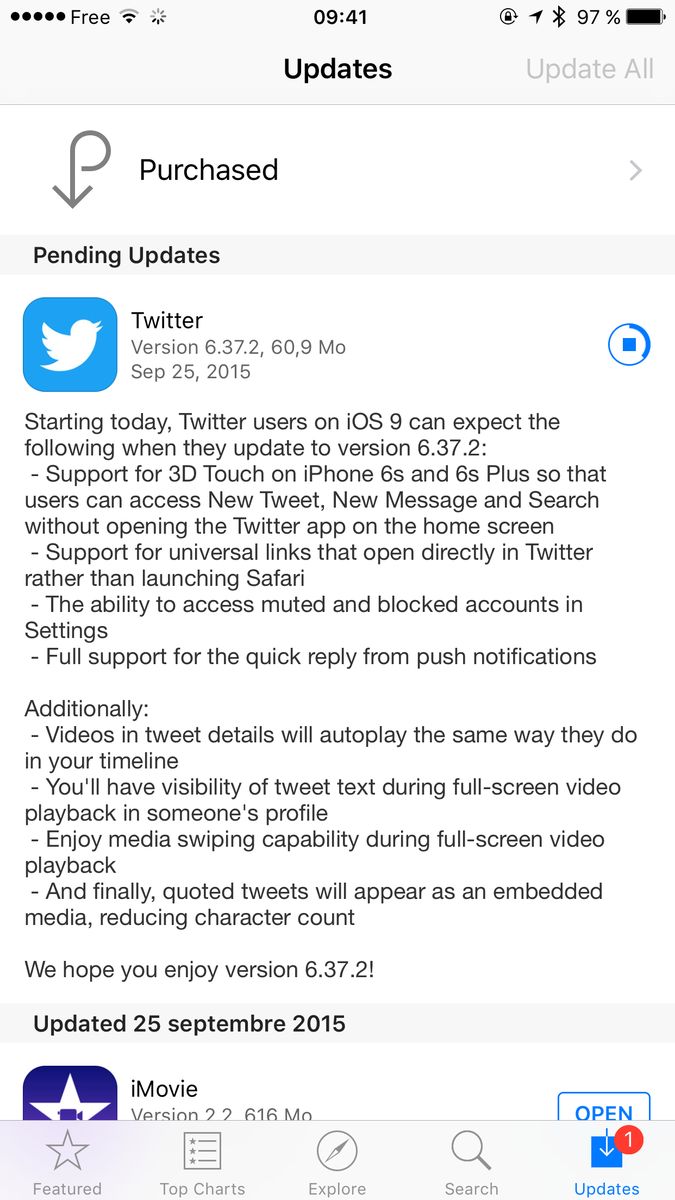 Free 09:41 97 %
Updates Update All
Purchased
Pending Updates
Twitter
Version 6.37.2, 60,9 Mo
Sep 25, 2015
Starting today, Twitter users on iOS 9 can expect the
following when they update to version 6.37.2:
- Support for 3D Touch on iPhone 6s and 6s Plus so that
users can access New Tweet, New Message and Search
without opening the Twitter app on the home screen
- Support for universal links that open directly in Twitter
rather than launching Safari
- The ability to access muted and blocked accounts in
Settings
- Full support for the quick reply from push notifications
Additionally:
- Videos in tweet details will autoplay the same way they do
in your timeline
- You'll have visibility of tweet text during full-screen video
playback in someone's profile
- Enjoy media swiping capability during full-screen video
playback
- And finally, quoted tweets will appear as an embedded
media, reducing character count
We hope you enjoy version 6.37.2!
Updated 25 septembre 2015
iMovie
Version 2.2, 616 Mo
OPEN
1
Featured Top Charts Explore Search Updates